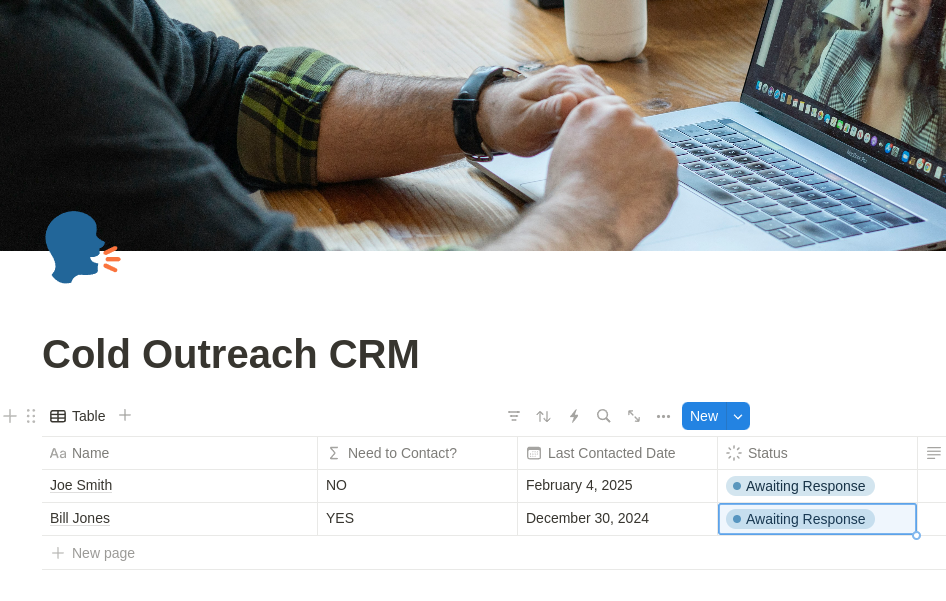 Cold Outreach CRM
Table
New
Aa Name
Need to Contact?
Last Contacted Date
Status
Joe Smith
NO
February 4, 2025
Awaiting Response
Bill Jones
YES
December 30, 2024
Awaiting Response
New page